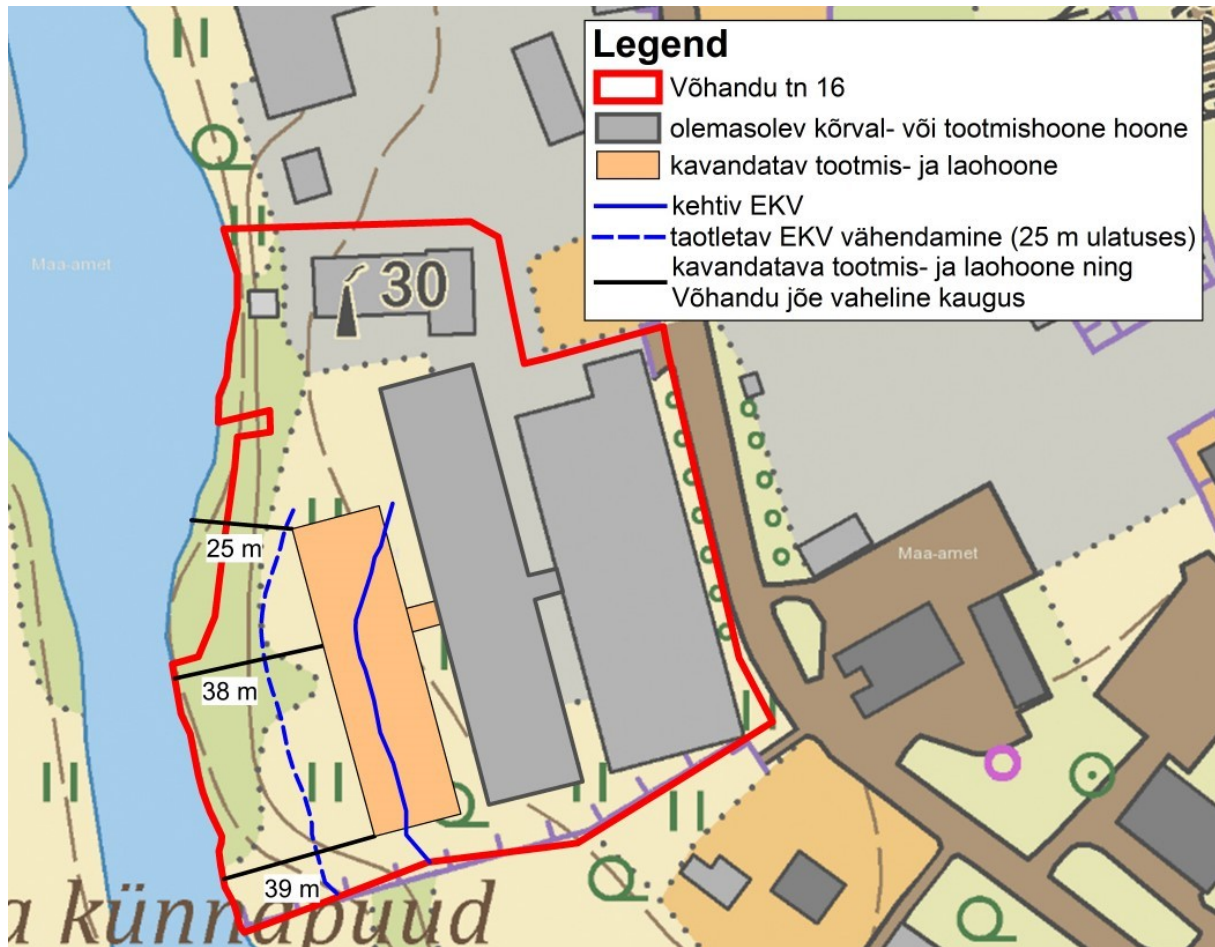 Legend
Võhandu tn 16
olemasolev kõrval- või tootmishoone hoone
kavandatav tootmis- ja laohoone
kehtiv EKV
taotletav EKV vähendamine (25 m ulatuses)
kavandatava tootmis- ja laohoone ning
Võhandu jõe vaheline kaugus
Maa-amet
30
25 m
Maa-amet
38 m
39 m
a künnapuud